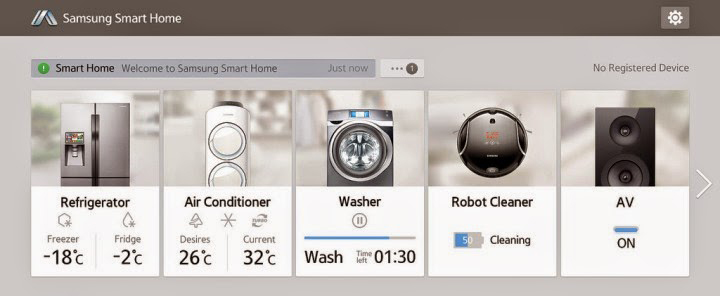 Samsung Smart Home
Smart Home Welcome to Samsung Smart Home Just now
1
No Registered Device
Refrigerator
Freezer Fridge
-18°C -2°C
Air Conditioner
TURBO
Desires Current
26°C 32°C
Washer
Wash Time left 01:30
Robot Cleaner
50 Cleaning
AV
ON